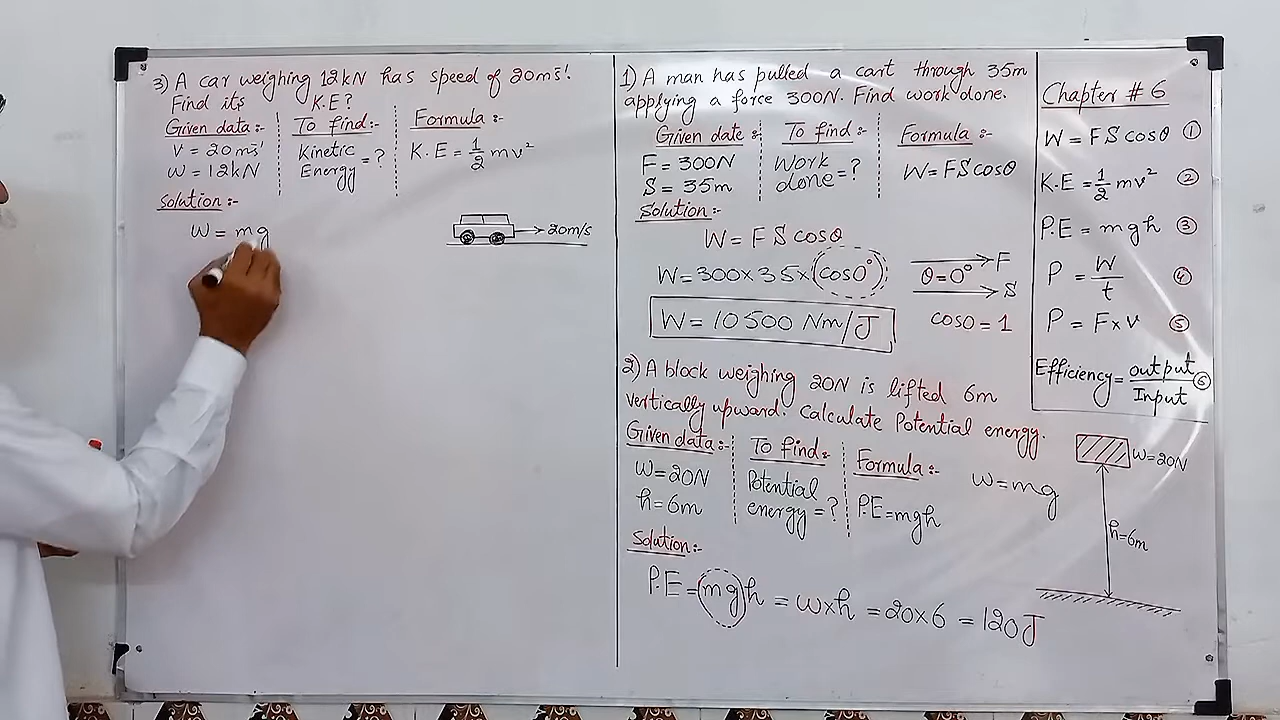 3) A car weighing 12kN has speed of 20ms⁻¹.
Find its K.E?
Given data:- To find:- Formula:-
V = 20ms⁻¹ Kinetic Energy = ? K.E = 1/2 mv²
w = 12kN
Solution:-
w = mg
20m/s
1) A man has pulled a cart through 35m
applying a force 300N. Find work done.
Given date:- To find:- Formula:-
F = 300N Work done = ? W = FS cosθ
S = 35m
Solution:-
W = FS cosθ
W = 300 x 35 x (cos0°)
F
θ = 0°
S
W = 10500 Nm/J
cos0 = 1
2) A block weighing 20N is lifted 6m
vertically upward. Calculate Potential energy.
Given data:- To find:- Formula:-
w = 20N Potential energy = ? P.E = mgh
h = 6m
w = mg
w = 20N
h = 6m
Solution:-
P.E = mgh = w x h = 20 x 6 = 120J
Chapter # 6
W = FS cosθ ①
K.E = 1/2 mv² ②
P.E = mgh ③
P = W/t ④
P = F x v ⑤
Efficiency = output/Input ⑥